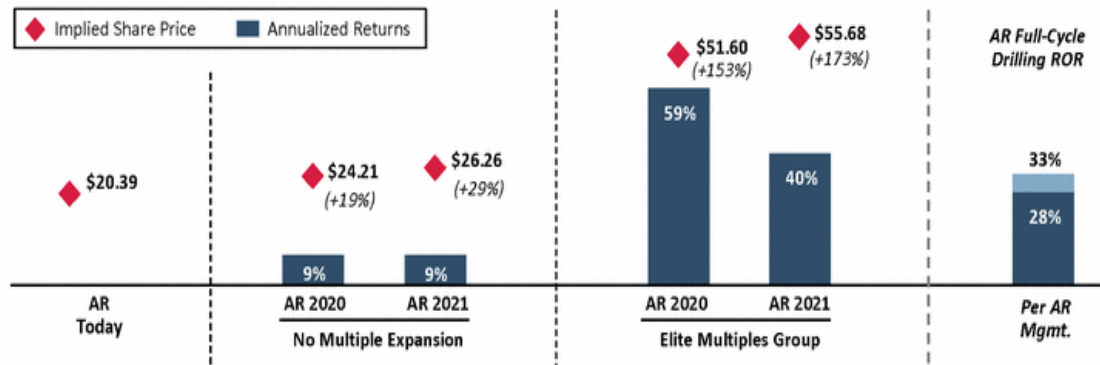 Implied Share Price
Annualized Returns
$20.39
AR
Today
$24.21
(+19%)
$26.26
(+29%)
9%
9%
AR 2020
AR 2021
No Multiple Expansion
$51.60
(+153%)
$55.68
(+173%)
59%
40%
AR 2020
AR 2021
Elite Multiples Group
AR Full-Cycle
Drilling ROR
33%
28%
Per AR
Mgmt.